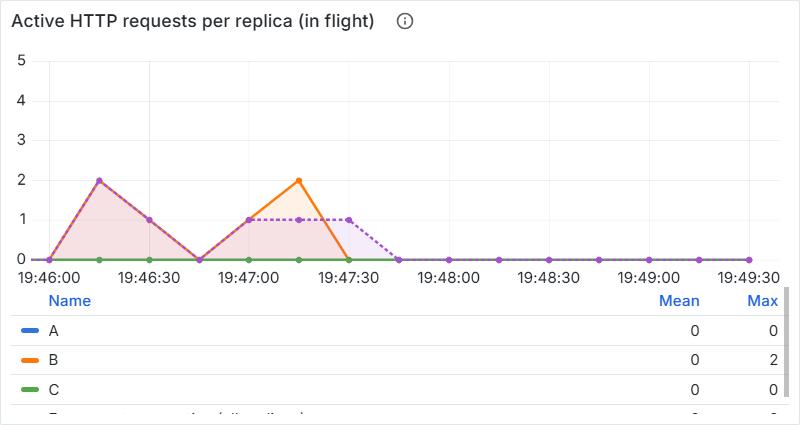 Active HTTP requests per replica (in flight)
5
4
3
2
1
0
19:46:00 19:46:30 19:47:00 19:47:30 19:48:00 19:48:30 19:49:00 19:49:30
Name Mean Max
A 0 0
B 0 2
C 0 0